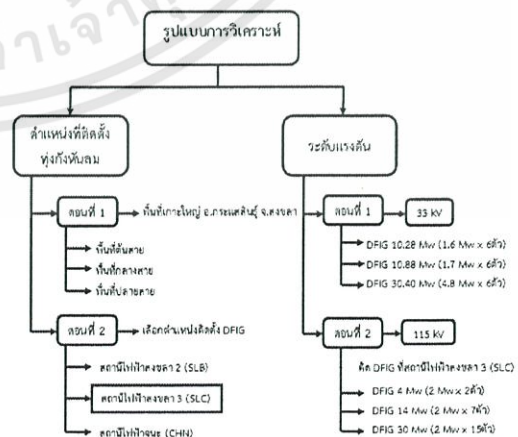 รูปแบบการวิเคราะห์
ตำแหน่งที่ติดตั้ง
ทุ่งกังหันลม
ตอนที่ 1
พื้นที่เกาะใหญ่ อ.กระแสสินธุ์ จ.สงขลา
พื้นที่ต้นสาย
พื้นที่กลางสาย
พื้นที่ปลายสาย
ตอนที่ 2
เลือกตำแหน่งติดตั้ง DFIG
สถานีไฟฟ้าสงขลา 2 (SLB)
สถานีไฟฟ้าสงขลา 3 (SLC)
สถานีไฟฟ้าจะนะ (CHN)
ระดับแรงดัน
ตอนที่ 1
33 kV
DFIG 10.28 Mw (1.6 Mw x 6ตัว)
DFIG 10.88 Mw (1.7 Mw x 6ตัว)
DFIG 30.40 Mw (4.8 Mw x 6ตัว)
ตอนที่ 2
115 kV
ติด DFIG ที่สถานีไฟฟ้าสงขลา 3 (SLC)
DFIG 4 Mw (2 Mw x 2ตัว)
DFIG 14 Mw (2 Mw x 7ตัว)
DFIG 30 Mw (2 Mw x 15ตัว)